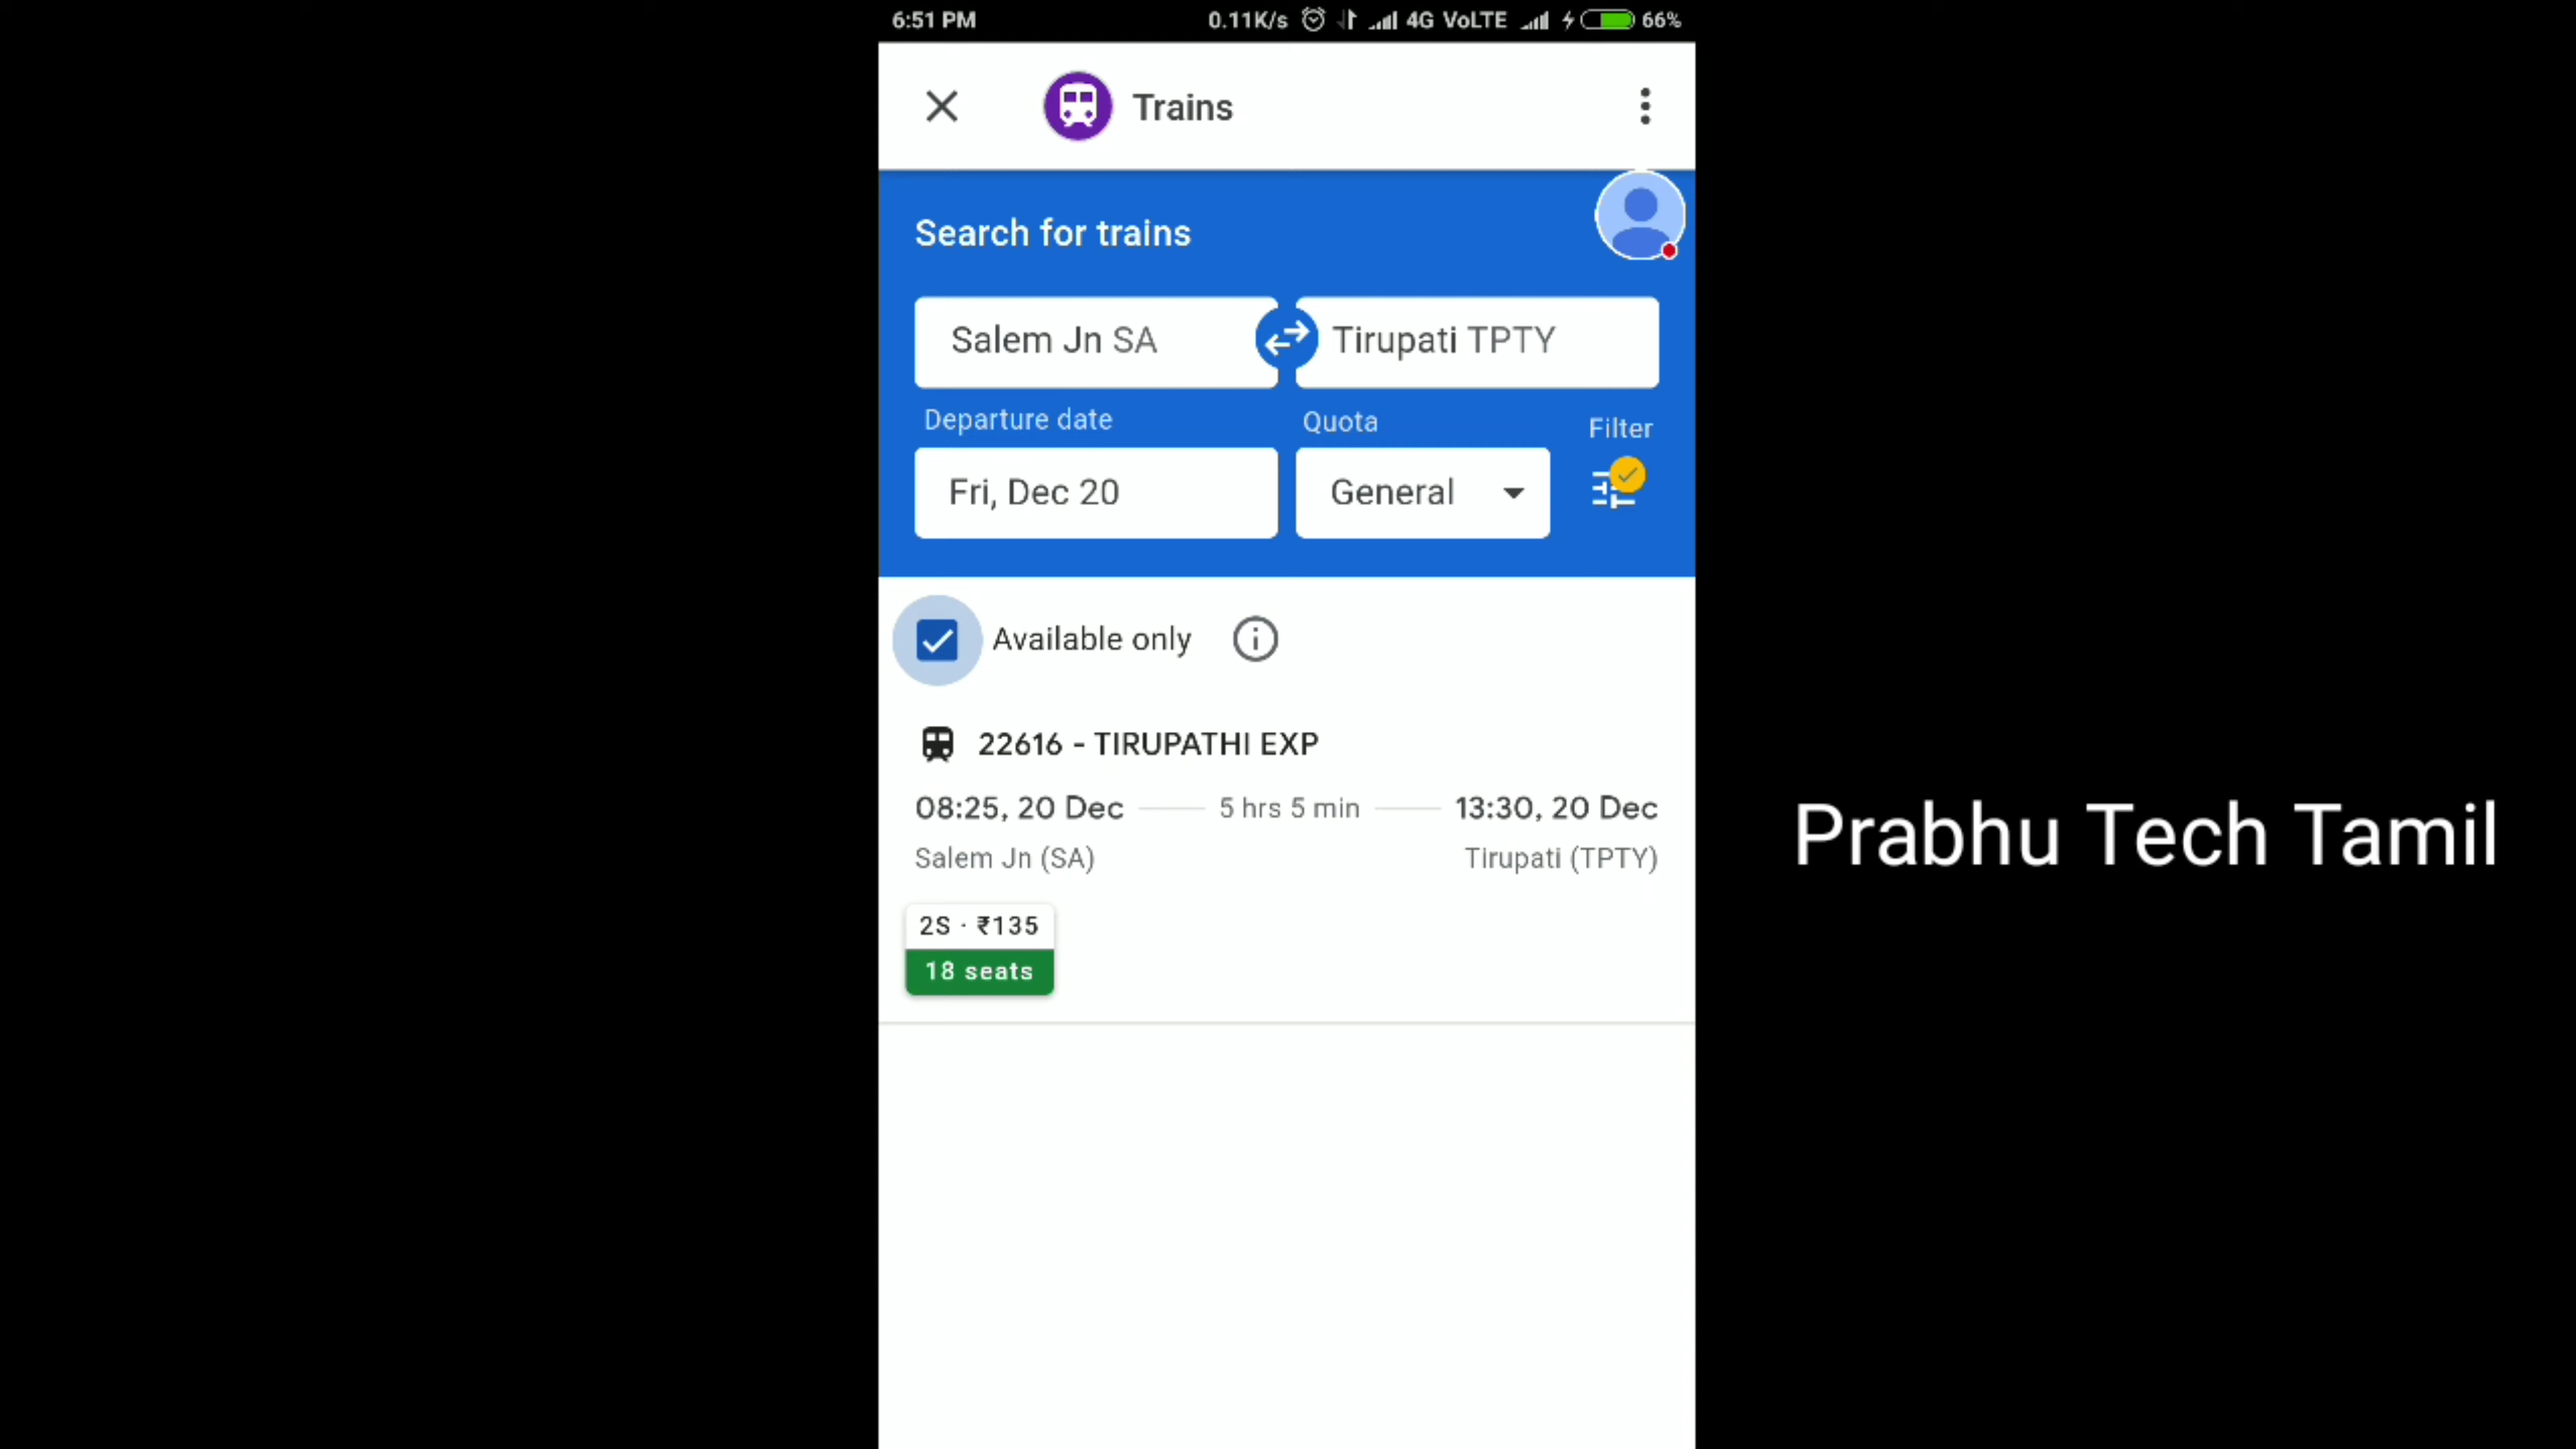 6:51 PM 0.11K/s 4G VoLTE 66%
Trains
Search for trains
Salem Jn SA Tirupati TPTY
Departure date Quota Filter
Fri, Dec 20 General
Available only
22616 - TIRUPATHI EXP
08:25, 20 Dec 5 hrs 5 min 13:30, 20 Dec
Salem Jn (SA) Tirupati (TPTY)
2S · ₹135
18 seats
Prabhu Tech Tamil